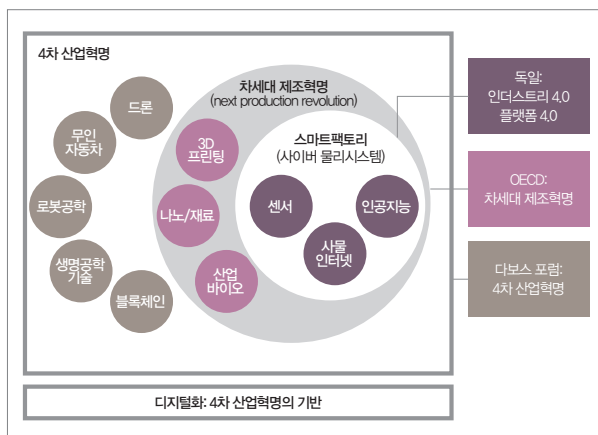 4차 산업혁명
드론
무인
자동차
로봇공학
생명공학
기술
블록체인
차세대 제조혁명
(next production revolution)
3D
프린팅
나노/재료
산업
바이오
스마트팩토리
(사이버 물리시스템)
센서
인공지능
사물
인터넷
독일:
인더스트리 4.0
플랫폼 4.0
OECD:
차세대 제조혁명
다보스 포럼:
4차 산업혁명
디지털화: 4차 산업혁명의 기반